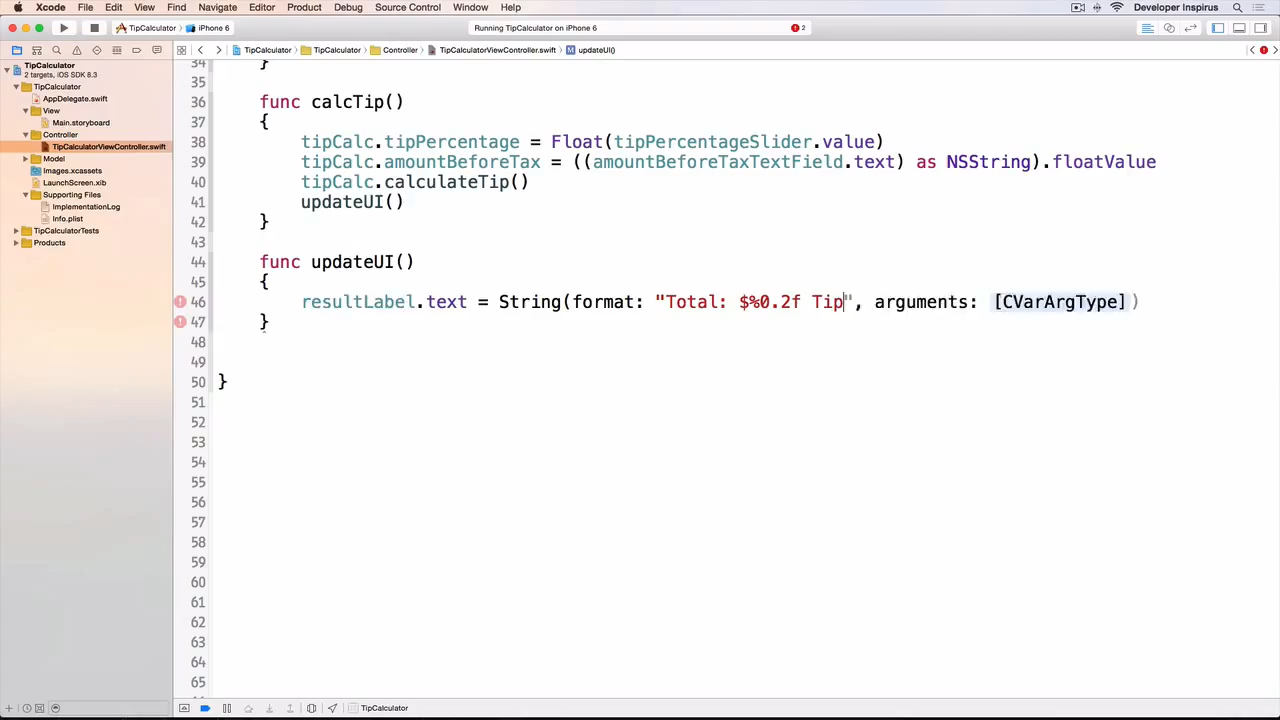 Xcode File Edit View Find Navigate Editor Product Debug Source Control Window Help Developer Inspirus
TipCalculator iPhone 6 Running TipCalculator on iPhone 6 2
TipCalculator TipCalculator Controller TipCalculatorViewController.swift M updateUI()
TipCalculator
2 targets, iOS SDK 8.3
TipCalculator
AppDelegate.swift
View
Main.storyboard
Controller
TipCalculatorViewController.swift
Model
Images.xcassets
LaunchScreen.xib
Supporting Files
ImplementationLog
Info.plist
TipCalculatorTests
Products
34 }
35
36 func calcTip()
37 {
38 tipCalc.tipPercentage = Float(tipPercentageSlider.value)
39 tipCalc.amountBeforeTax = ((amountBeforeTaxTextField.text) as NSString).floatValue
40 tipCalc.calculateTip()
41 updateUI()
42 }
43
44 func updateUI()
45 {
46 resultLabel.text = String(format: "Total: $%0.2f Tip", arguments: [CVarArgType])
47 }
48
49
50 }
51
52
53
54
55
56
57
58
59
60
61
62
63
64
65
TipCalculator